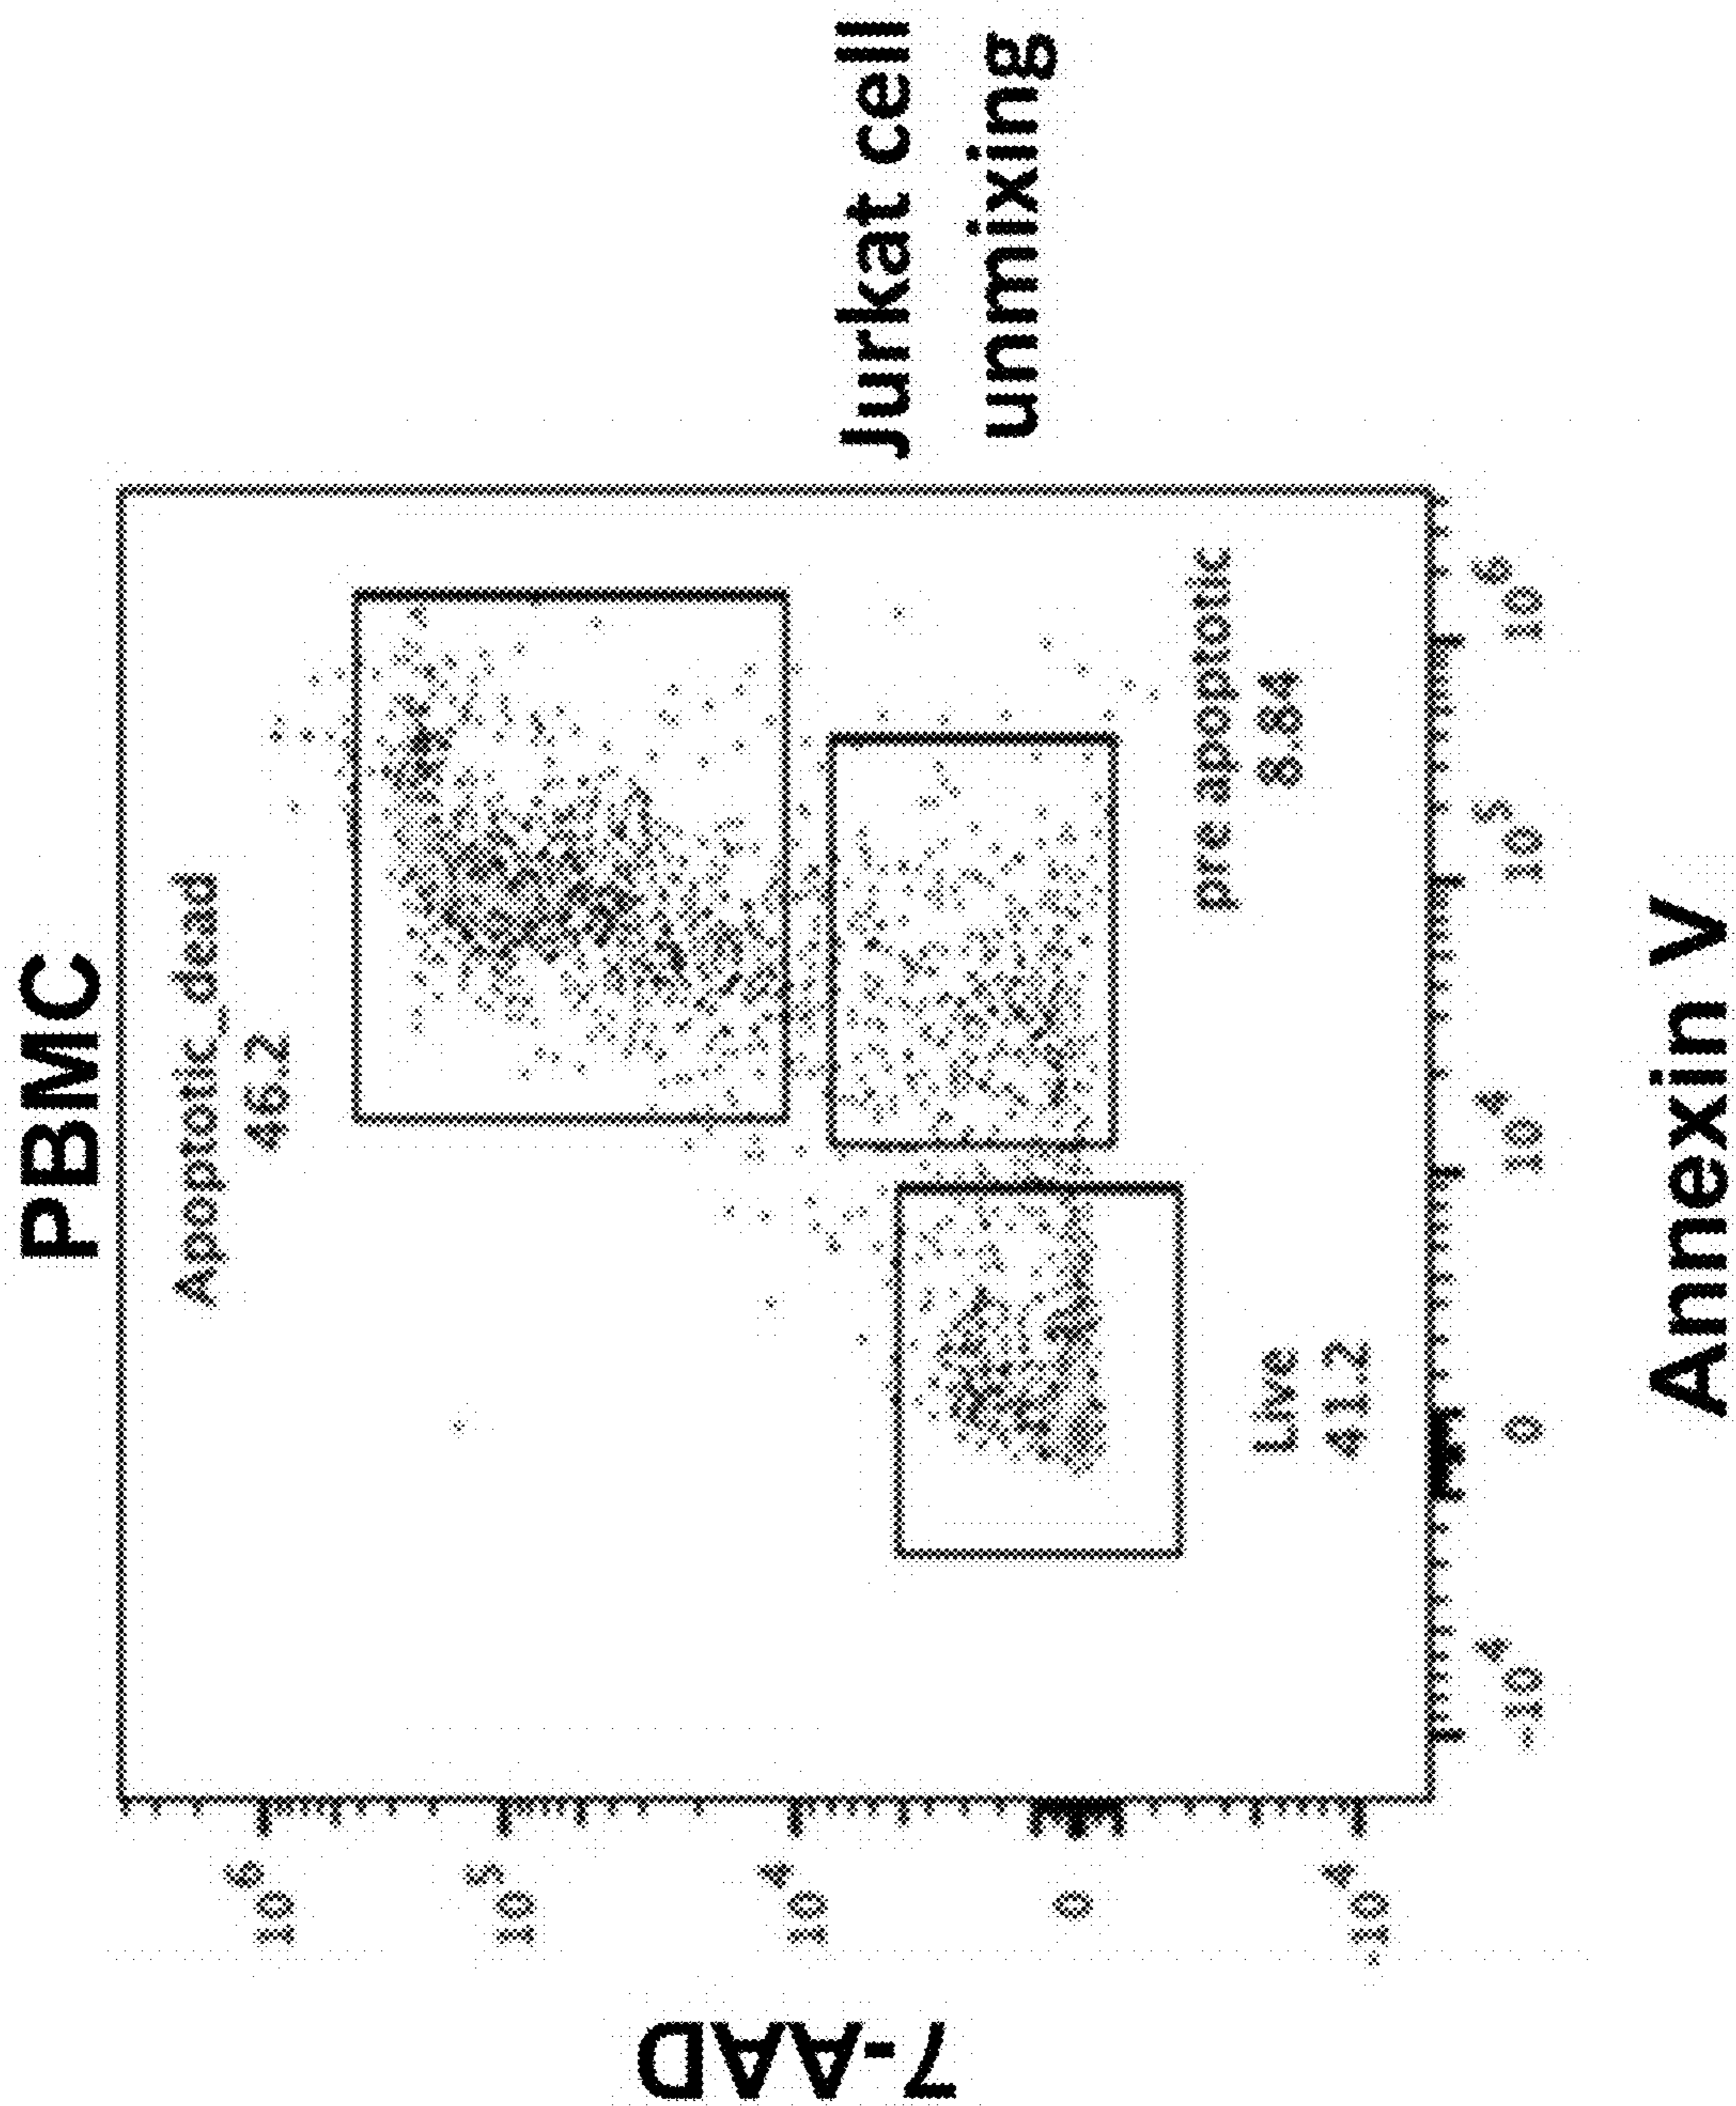 PBMC
Apoptotic_dead
46.2
pre apoptotic
8.84
Live
41.2
10^6
10^5
10^4
0
-10^4
7-AAD
-10^4
0
10^4
10^5
10^6
Annexin V
Jurkat cell
unmixing